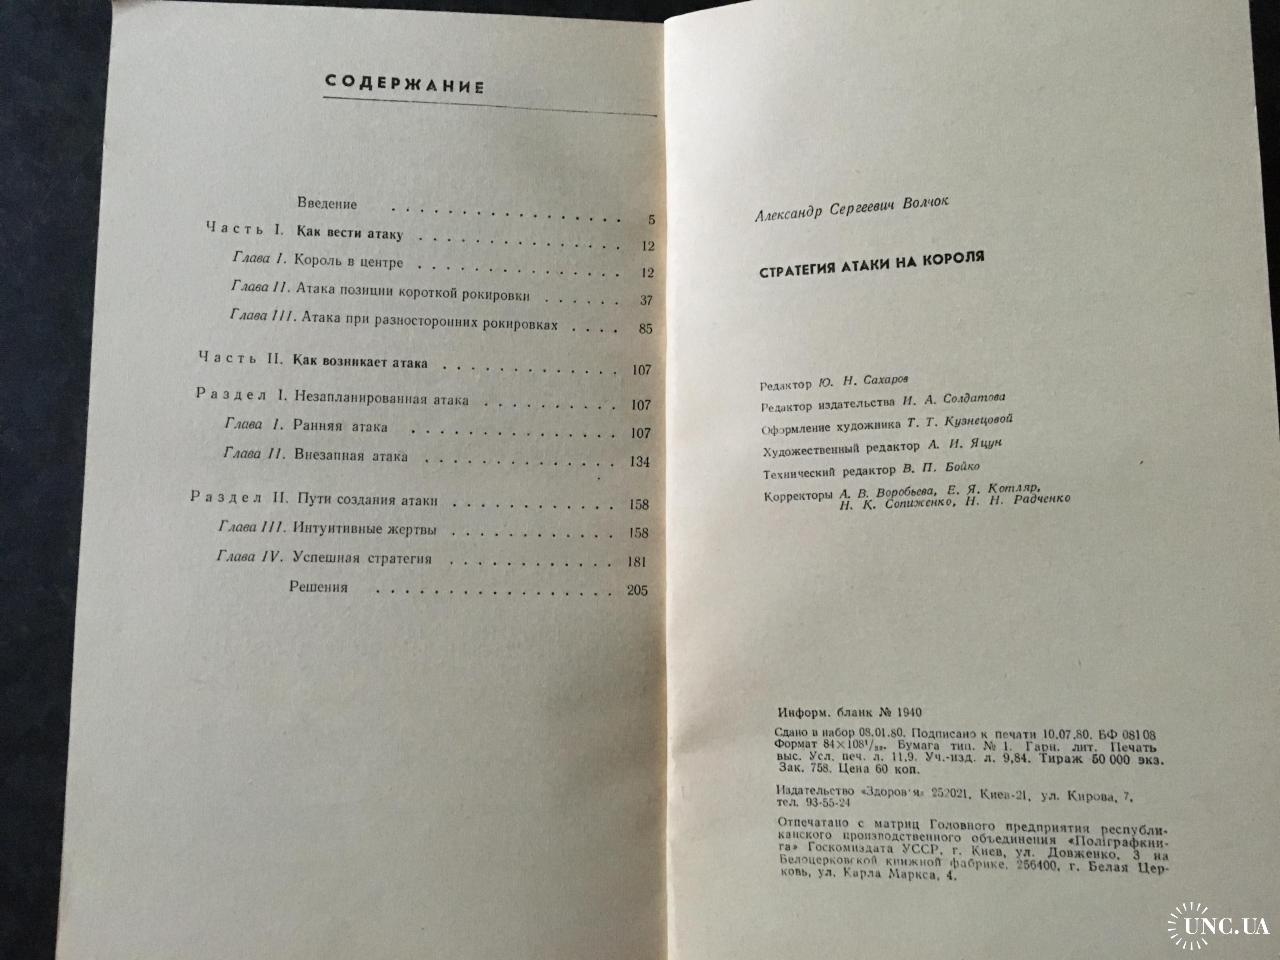 СОДЕРЖАНИЕ
Введение . . . . . . . . . . . . . . . . . 5
Часть I. Как вести атаку . . . . . . . . . . . . . . . 12
Глава I. Король в центре . . . . . . . . . . . . . . . 12
Глава II. Атака позиции короткой рокировки . . . . . . 37
Глава III. Атака при разносторонних рокировках . . . . 85
Часть II. Как возникает атака . . . . . . . . . . . . . 107
Раздел I. Незапланированная атака . . . . . . . . . . 107
Глава I. Ранняя атака . . . . . . . . . . . . . . . 107
Глава II. Внезапная атака . . . . . . . . . . . . . . 134
Раздел II. Пути создания атаки . . . . . . . . . . . . 158
Глава III. Интуитивные жертвы . . . . . . . . . . . . 158
Глава IV. Успешная стратегия . . . . . . . . . . . . 181
Решения . . . . . . . . . . . . . . . . . 205
Александр Сергеевич Волчок
СТРАТЕГИЯ АТАКИ НА КОРОЛЯ
Редактор Ю. Н. Сахаров
Редактор издательства И. А. Солдатова
Оформление художника Т. Т. Кузнецовой
Художественный редактор А. И. Яцун
Технический редактор В. П. Бойко
Корректоры А. В. Воробьева, Е. Я. Котляр,
Н. К. Сопиженко, Н. Н. Радченко
Информ. бланк № 1940
Сдано в набор 08.01.80. Подписано к печати 10.07.80. БФ 08108
Формат 84×108¹/₃₂. Бумага тип. № 1. Гарн. лит. Печать
выс. Усл. печ. л. 11,9. Уч.-изд. л. 9,84. Тираж 50 000 экз.
Зак. 758. Цена 60 коп.
Издательство «Здоров'я» 252021, Киев-21, ул. Кирова, 7,
тел. 93-55-24
Отпечатано с матриц Головного предприятия республи-
канского производственного объединения «Поліграфкни-
га» Госкомиздата УССР, г. Киев, ул. Довженко, 3 на
Белоцерковской книжной фабрике, 256400, г. Белая Цер-
ковь, ул. Карла Маркса, 4.
UNC.UA